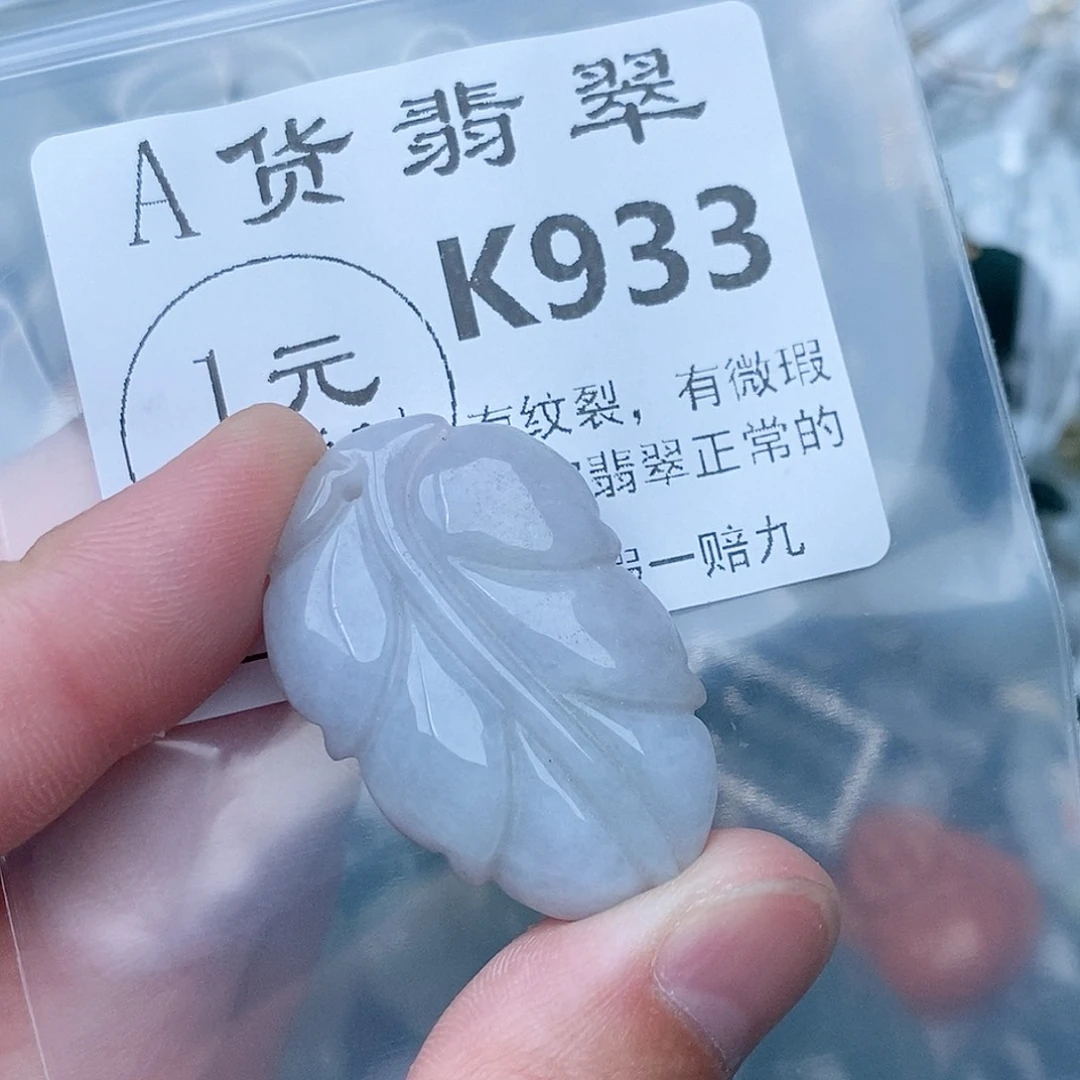 A货翡翠
K933
1元
有纹裂，有微瑕
翡翠正常的
一赔九